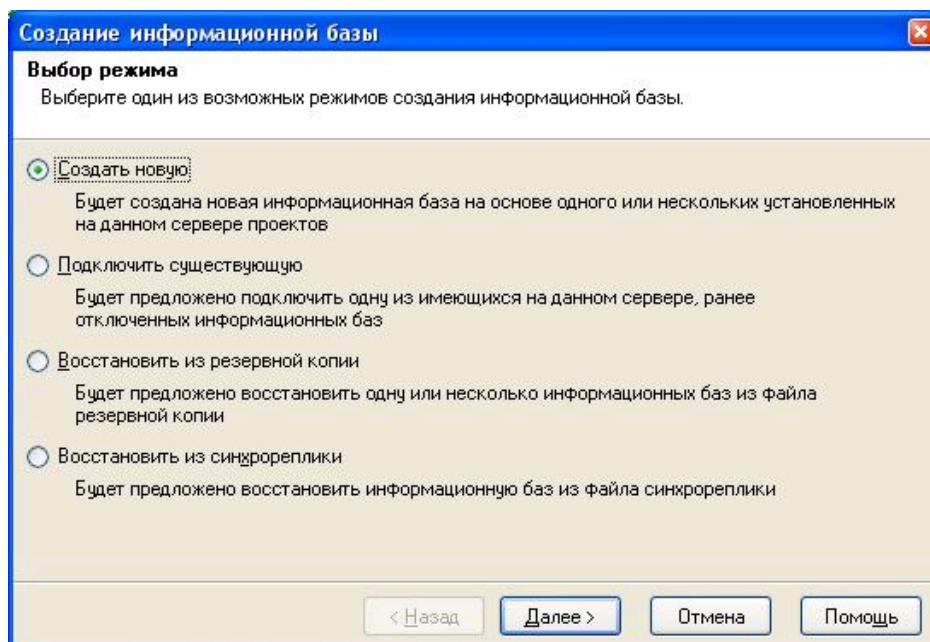 Создание информационной базы
Выбор режима
Выберите один из возможных режимов создания информационной базы.
Создать новую
Будет создана новая информационная база на основе одного или нескольких установленных
на данном сервере проектов
Подключить существующую
Будет предложено подключить одну из имеющихся на данном сервере, ранее
отключенных информационных баз
Восстановить из резервной копии
Будет предложено восстановить одну или несколько информационных баз из файла
резервной копии
Восстановить из синхрореплики
Будет предложено восстановить информационную баз из файла синхрореплики
< Назад
Далее >
Отмена
Помощь